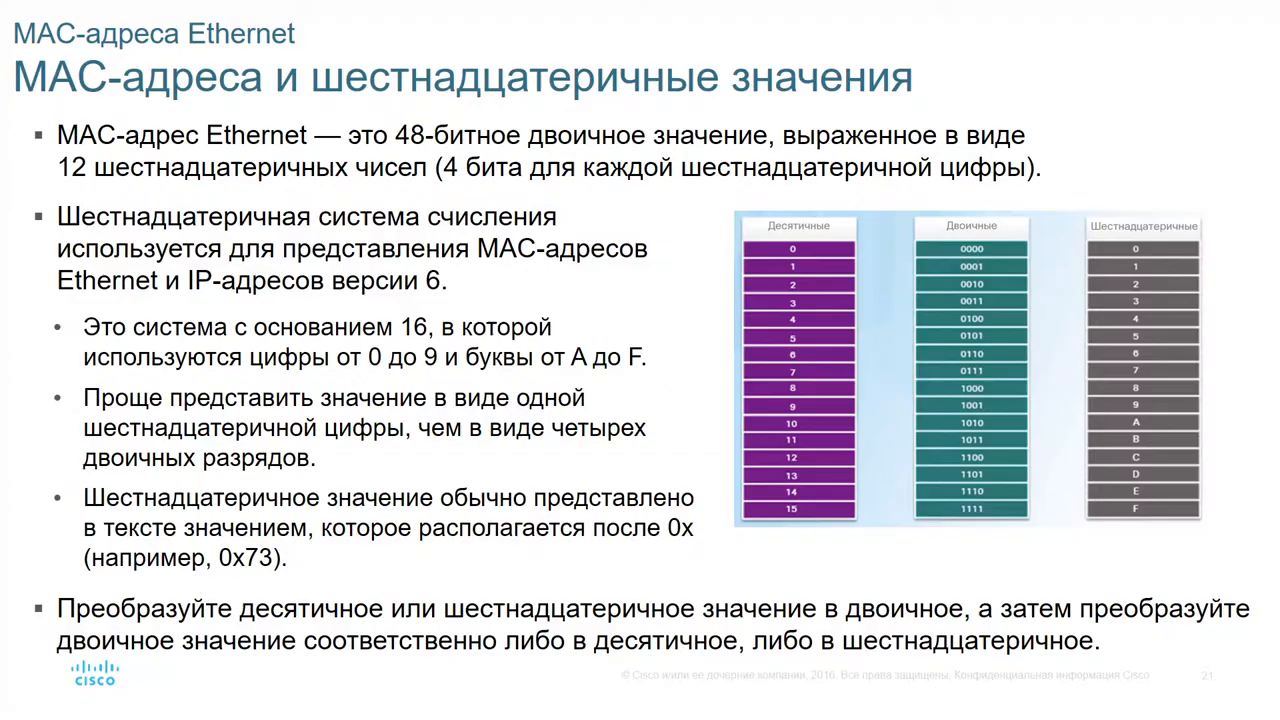 MAC-адреса Ethernet
MAC-адреса и шестнадцатеричные значения
▪ MAC-адрес Ethernet — это 48-битное двоичное значение, выраженное в виде
12 шестнадцатеричных чисел (4 бита для каждой шестнадцатеричной цифры).
▪ Шестнадцатеричная система счисления
используется для представления MAC-адресов
Ethernet и IP-адресов версии 6.
• Это система с основанием 16, в которой
используются цифры от 0 до 9 и буквы от A до F.
• Проще представить значение в виде одной
шестнадцатеричной цифры, чем в виде четырех
двоичных разрядов.
• Шестнадцатеричное значение обычно представлено
в тексте значением, которое располагается после 0x
(например, 0x73).
Десятичные Двоичные Шестнадцатеричные
0 0000 0
1 0001 1
2 0010 2
3 0011 3
4 0100 4
5 0101 5
6 0110 6
7 0111 7
8 1000 8
9 1001 9
10 1010 A
11 1011 B
12 1100 C
13 1101 D
14 1110 E
15 1111 F
▪ Преобразуйте десятичное или шестнадцатеричное значение в двоичное, а затем преобразуйте
двоичное значение соответственно либо в десятичное, либо в шестнадцатеричное.
CISCO
© Cisco и/или ее дочерние компании, 2016. Все права защищены. Конфиденциальная информация Cisco 21